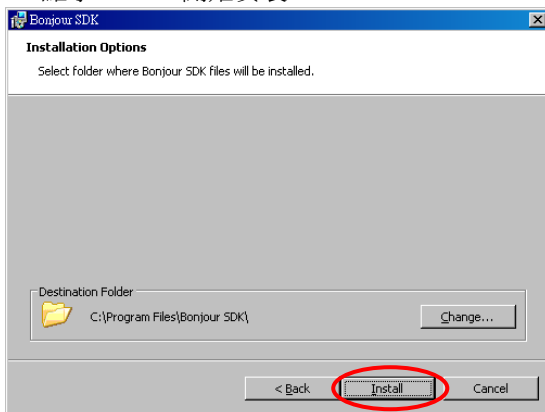 Bonjour SDK
Installation Options
Select folder where Bonjour SDK files will be installed.
Destination Folder
C:\Program Files\Bonjour SDK\
Change...
< Back
Install
Cancel